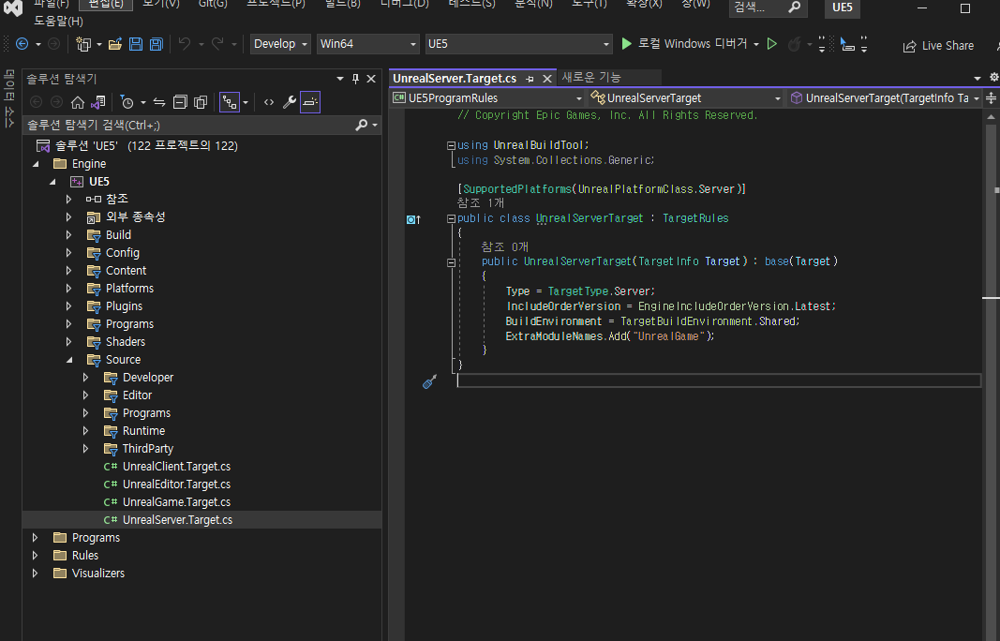 파일(F) 편집(E) 보기(V) Git(G) 프로젝트(P) 빌드(B) 디버그(D) 테스트(S) 분석(N) 도구(T) 확장(X) 창(W) 검색... UE5
도움말(H)
Develop Win64 UE5 로컬 Windows 디버거 Live Share
솔루션 탐색기
솔루션 탐색기 검색(Ctrl+;)
솔루션 'UE5' (122 프로젝트의 122)
Engine
UE5
참조
외부 종속성
Build
Config
Content
Platforms
Plugins
Programs
Shaders
Source
Developer
Editor
Programs
Runtime
ThirdParty
C# UnrealClient.Target.cs
C# UnrealEditor.Target.cs
C# UnrealGame.Target.cs
C# UnrealServer.Target.cs
Programs
Rules
Visualizers
UnrealServer.Target.cs 새로운 기능
C# UE5ProgramRules UnrealServerTarget UnrealServerTarget(TargetInfo Ta
// Copyright Epic Games, Inc. All Rights Reserved.
using UnrealBuildTool;
using System.Collections.Generic;
[SupportedPlatforms(UnrealPlatformClass.Server)]
참조 1개
public class UnrealServerTarget : TargetRules
{
참조 0개
public UnrealServerTarget(TargetInfo Target) : base(Target)
{
Type = TargetType.Server;
IncludeOrderVersion = EngineIncludeOrderVersion.Latest;
BuildEnvironment = TargetBuildEnvironment.Shared;
ExtraModuleNames.Add("UnrealGame");
}
}